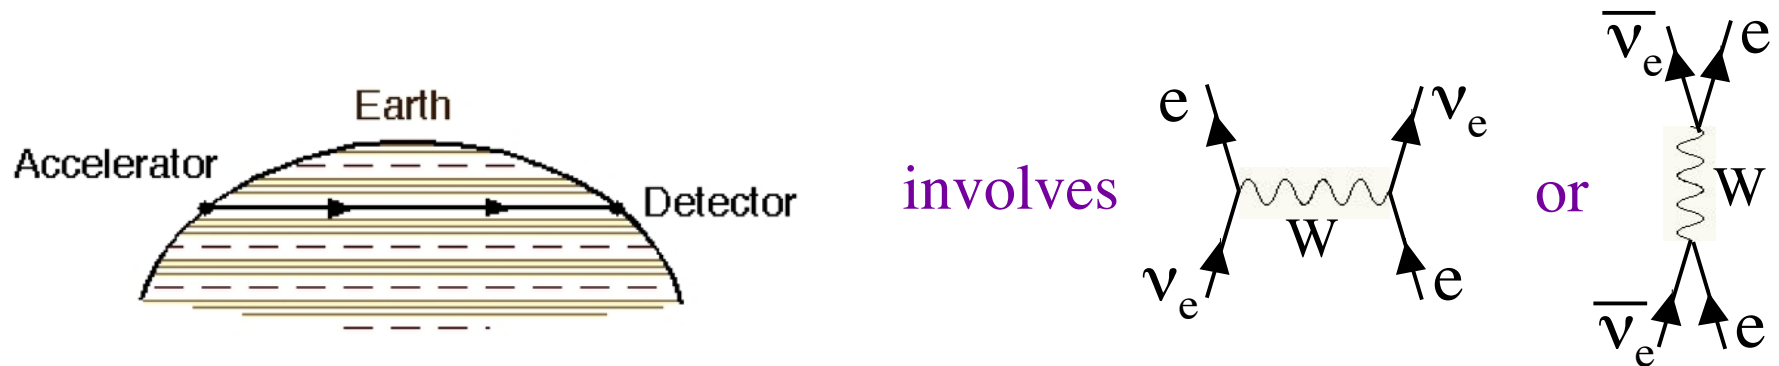 Earth
Accelerator
Detector
involves
e
νₑ
W
νₑ
e
or
ν̅ₑ
e
W
ν̅ₑ
e